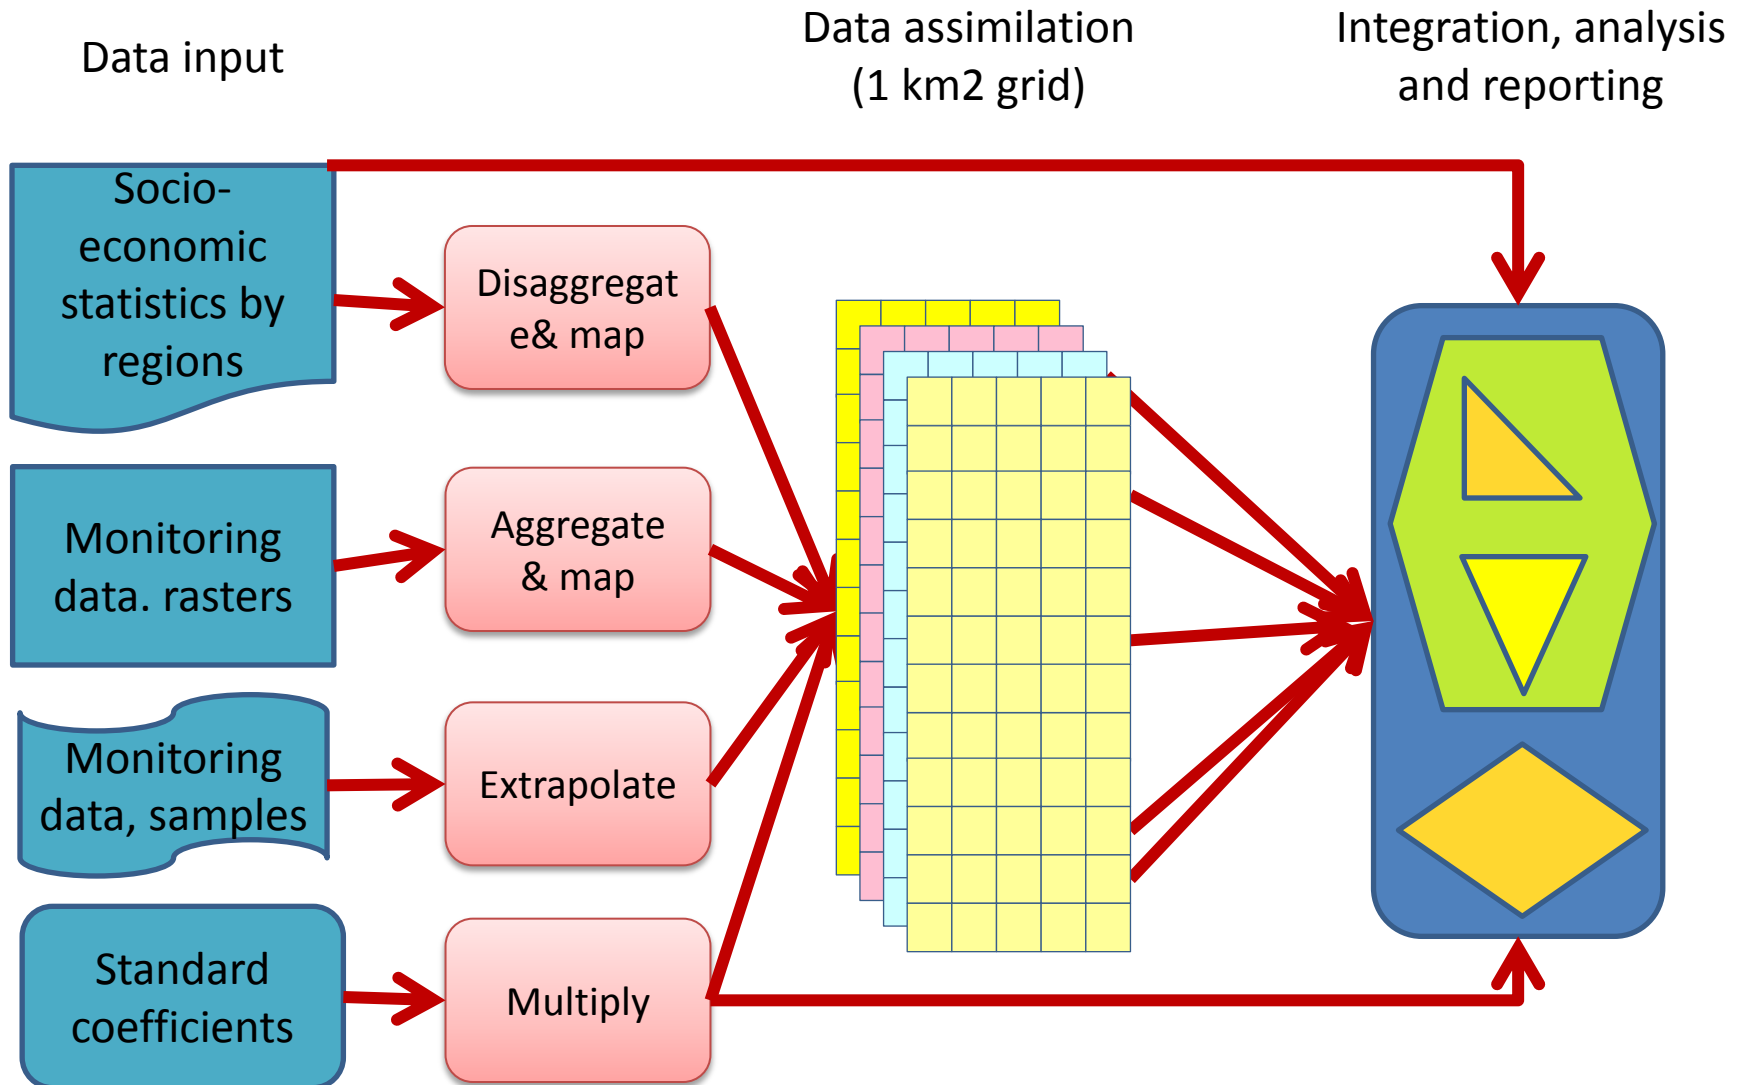 Data input
Data assimilation
(1 km2 grid)
Integration, analysis
and reporting
Socio-
economic
statistics by
regions
Disaggregat
e& map
Monitoring
data. rasters
Aggregate
& map
Monitoring
data, samples
Extrapolate
Standard
coefficients
Multiply